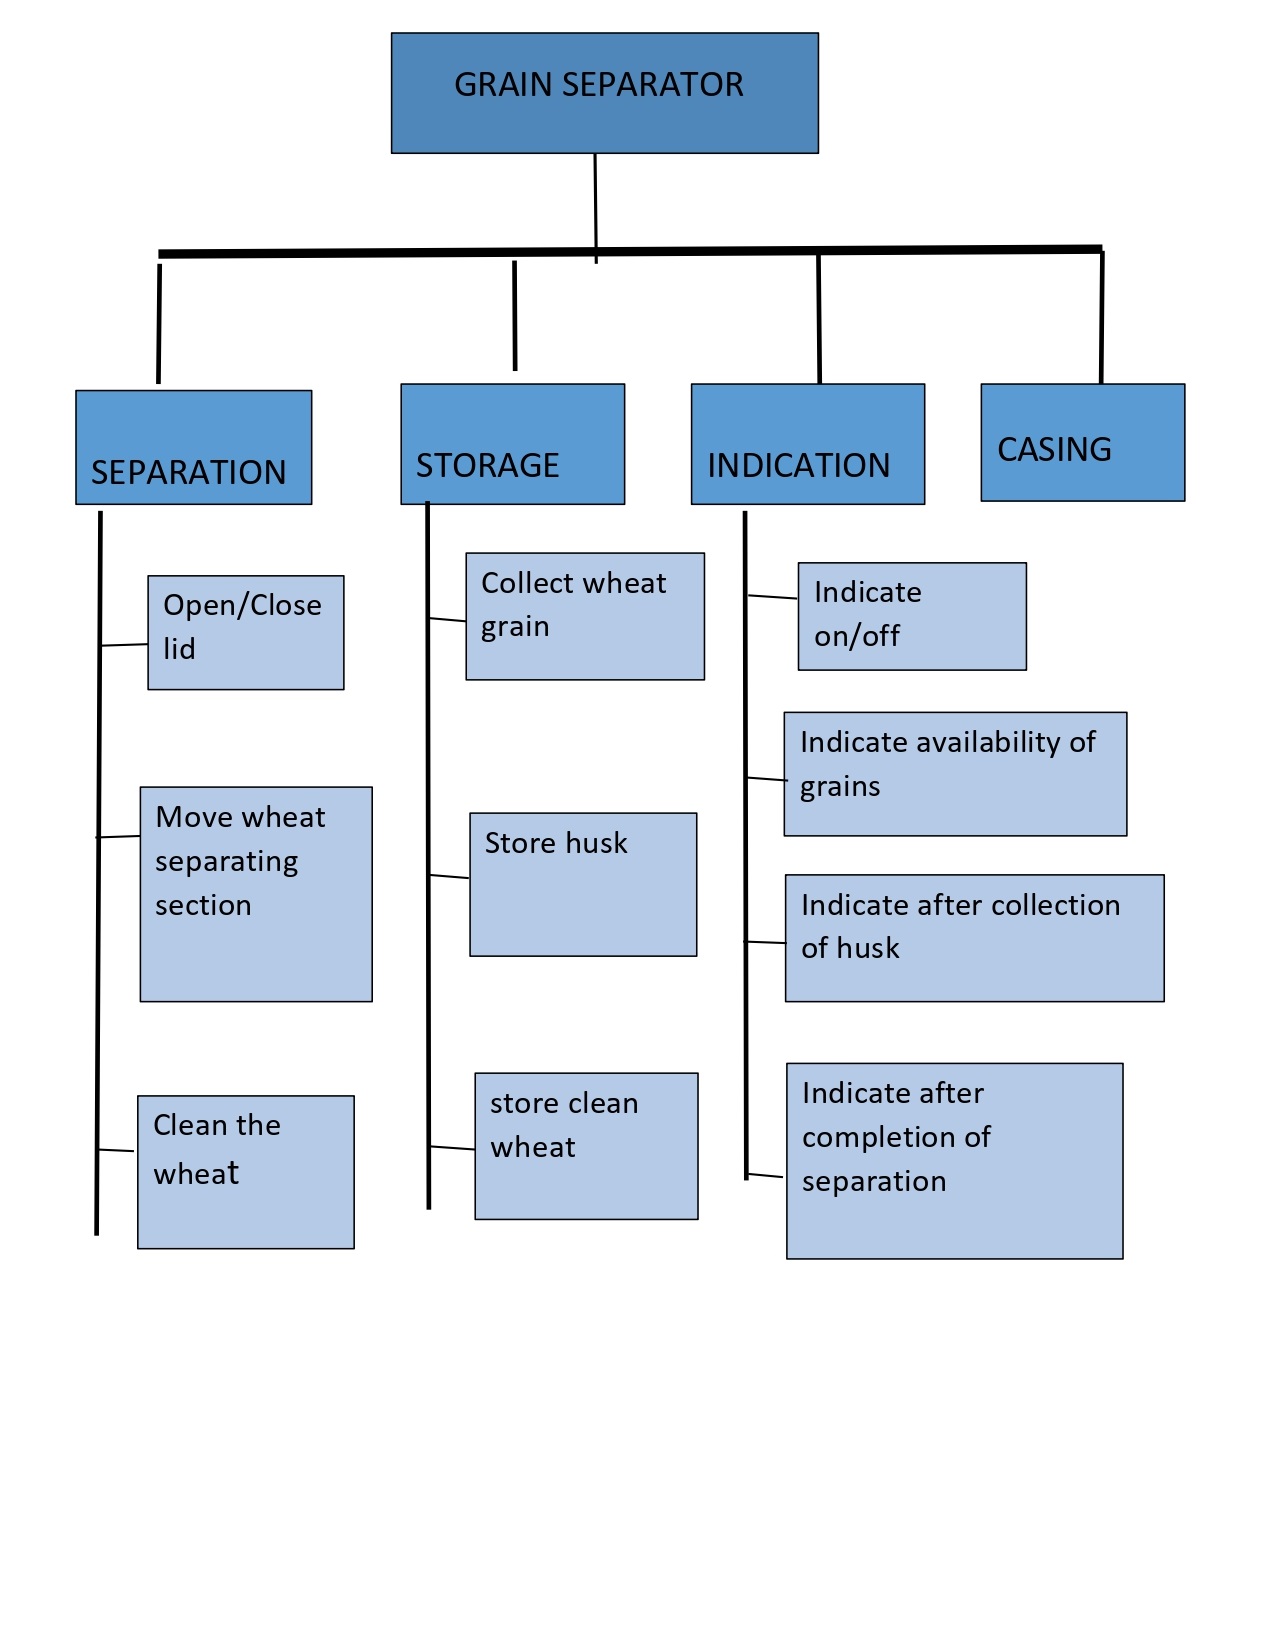 GRAIN SEPARATOR
SEPARATION
STORAGE
INDICATION
CASING
Open/Close
lid
Move wheat
separating
section
Clean the
wheat
Collect wheat
grain
Store husk
store clean
wheat
Indicate
on/off
Indicate availability of
grains
Indicate after collection
of husk
Indicate after
completion of
separation